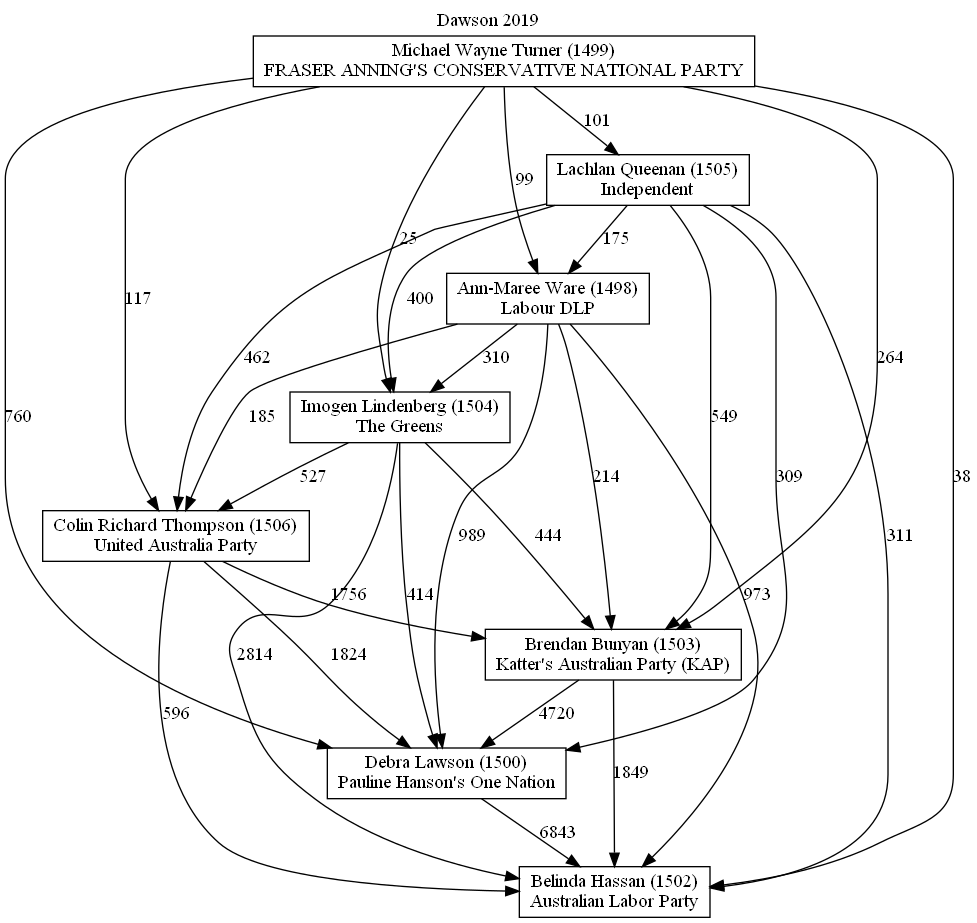 Dawson 2019
Michael Wayne Turner (1499)
FRASER ANNING'S CONSERVATIVE NATIONAL PARTY
101
Lachlan Queenan (1505)
Independent
99
175
25
Ann-Maree Ware (1498)
Labour DLP
117
400
462
310
264
Imogen Lindenberg (1504)
The Greens
760
185
549
527
214
309
38
Colin Richard Thompson (1506)
United Australia Party
989
444
311
1756
414
973
Brendan Bunyan (1503)
Katter's Australian Party (KAP)
2814
1824
596
4720
Debra Lawson (1500)
Pauline Hanson's One Nation
1849
6843
Belinda Hassan (1502)
Australian Labor Party